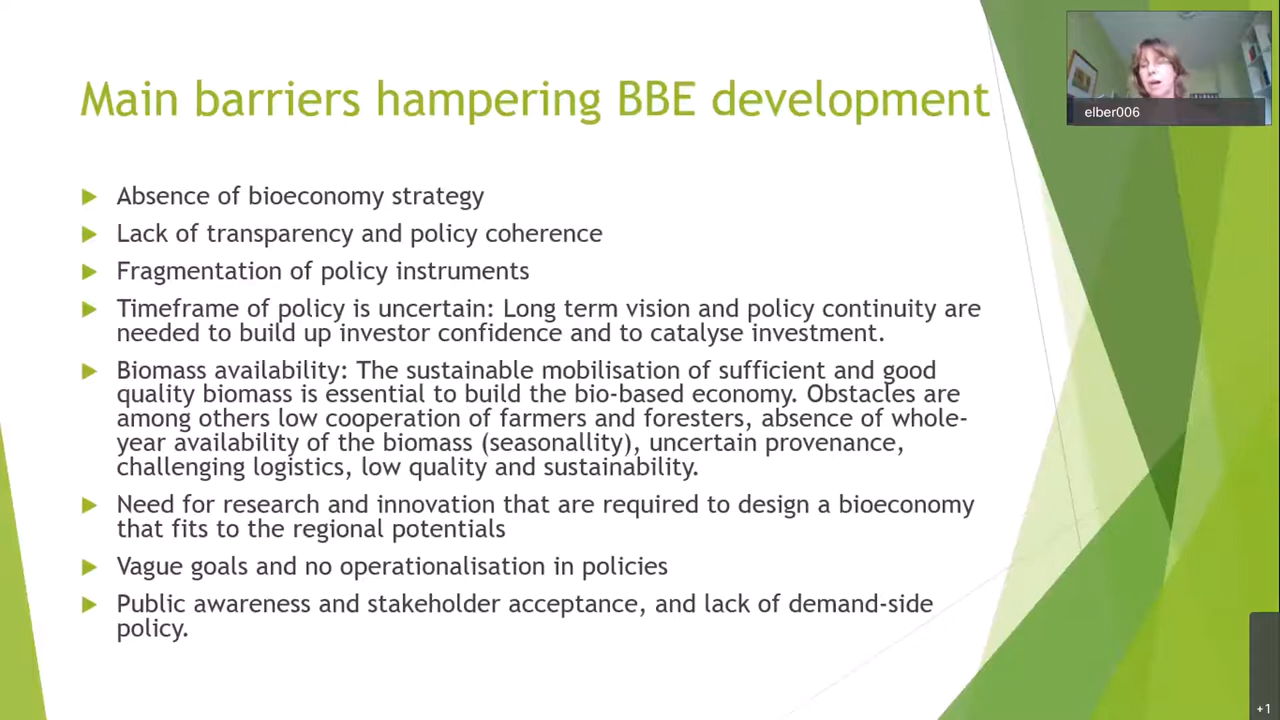 Main barriers hampering BBE development
elber006
Absence of bioeconomy strategy
Lack of transparency and policy coherence
Fragmentation of policy instruments
Timeframe of policy is uncertain: Long term vision and policy continuity are
needed to build up investor confidence and to catalyse investment.
Biomass availability: The sustainable mobilisation of sufficient and good
quality biomass is essential to build the bio-based economy. Obstacles are
among others low cooperation of farmers and foresters, absence of whole-
year availability of the biomass (seasonallity), uncertain provenance,
challenging logistics, low quality and sustainability.
Need for research and innovation that are required to design a bioeconomy
that fits to the regional potentials
Vague goals and no operationalisation in policies
Public awareness and stakeholder acceptance, and lack of demand-side
policy.
+1